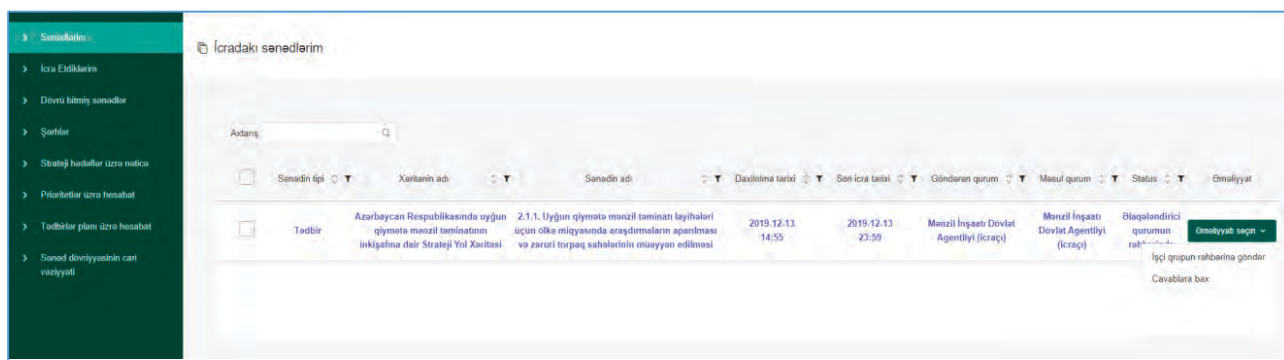 Sənədlərim
İcra Etdiklərim
Dövrü bitmiş sənədlər
Şərhlər
Strateji hədəflər üzrə nəticə
Prioritetlər üzrə hesabat
Tədbirlər planı üzrə hesabat
Sənəd dövriyyəsinin cari
vəziyyəti
İcradakı sənədlərim
Axtarış
Sənədin tipi Xəritənin adı Sənədin adı Daxilolma tarixi Son icra tarixi Göndərən qurum Məsul qurum Status Əməliyyat
Tədbir
Azərbaycan Respublikasında uyğun
qiymətə mənzil təminatının
inkişafına dair Strateji Yol Xəritəsi
2.1.1. Uyğun qiymətə mənzil təminatı layihələri
üçün ölkə miqyasında araşdırmaların aparılması
və zəruri torpaq sahələrinin müəyyən edilməsi
2019.12.13
14:55
2019.12.13
23:59
Mənzil İnşaatı Dövlət
Agentliyi (icraçı)
Mənzil İnşaatı
Dövlət Agentliyi
(icraçı)
Əlaqələndirici
qurumun
Əməliyyatı seçin
İşçi qrupun rəhbərinə göndər
Cavablara bax